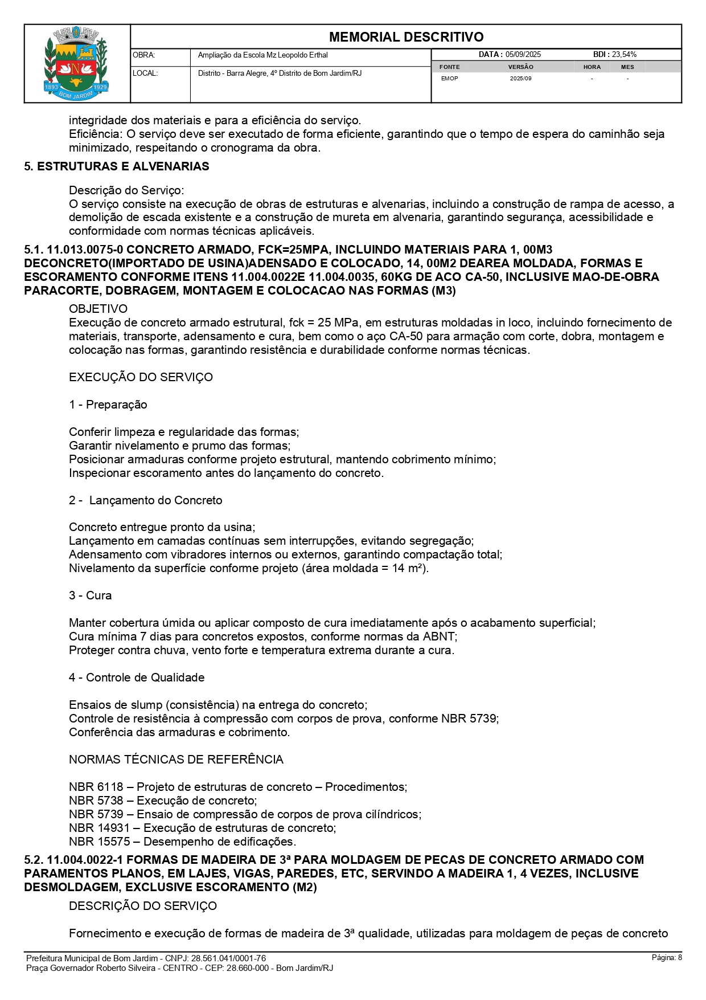 MEMORIAL DESCRITIVO
OBRA:
Ampliação da Escola Mz Leopoldo Erthal
DATA : 05/09/2025
BDI : 23,54%
FONTE VERSÃO HORA MES
EMOP 2025/09 - -
LOCAL:
Distrito - Barra Alegre, 4º Distrito de Bom Jardim/RJ
N
1893 1929
BOM JARDIM
integridade dos materiais e para a eficiência do serviço.
Eficiência: O serviço deve ser executado de forma eficiente, garantindo que o tempo de espera do caminhão seja
minimizado, respeitando o cronograma da obra.
5. ESTRUTURAS E ALVENARIAS
Descrição do Serviço:
O serviço consiste na execução de obras de estruturas e alvenarias, incluindo a construção de rampa de acesso, a
demolição de escada existente e a construção de mureta em alvenaria, garantindo segurança, acessibilidade e
conformidade com normas técnicas aplicáveis.
5.1. 11.013.0075-0 CONCRETO ARMADO, FCK=25MPA, INCLUINDO MATERIAIS PARA 1, 00M3
DECONCRETO(IMPORTADO DE USINA)ADENSADO E COLOCADO, 14, 00M2 DEAREA MOLDADA, FORMAS E
ESCORAMENTO CONFORME ITENS 11.004.0022E 11.004.0035, 60KG DE ACO CA-50, INCLUSIVE MAO-DE-OBRA
PARACORTE, DOBRAGEM, MONTAGEM E COLOCACAO NAS FORMAS (M3)
OBJETIVO
Execução de concreto armado estrutural, fck = 25 MPa, em estruturas moldadas in loco, incluindo fornecimento de
materiais, transporte, adensamento e cura, bem como o aço CA-50 para armação com corte, dobra, montagem e
colocação nas formas, garantindo resistência e durabilidade conforme normas técnicas.
EXECUÇÃO DO SERVIÇO
1 - Preparação
Conferir limpeza e regularidade das formas;
Garantir nivelamento e prumo das formas;
Posicionar armaduras conforme projeto estrutural, mantendo cobrimento mínimo;
Inspecionar escoramento antes do lançamento do concreto.
2 -  Lançamento do Concreto
Concreto entregue pronto da usina;
Lançamento em camadas contínuas sem interrupções, evitando segregação;
Adensamento com vibradores internos ou externos, garantindo compactação total;
Nivelamento da superfície conforme projeto (área moldada = 14 m²).
3 - Cura
Manter cobertura úmida ou aplicar composto de cura imediatamente após o acabamento superficial;
Cura mínima 7 dias para concretos expostos, conforme normas da ABNT;
Proteger contra chuva, vento forte e temperatura extrema durante a cura.
4 - Controle de Qualidade
Ensaios de slump (consistência) na entrega do concreto;
Controle de resistência à compressão com corpos de prova, conforme NBR 5739;
Conferência das armaduras e cobrimento.
NORMAS TÉCNICAS DE REFERÊNCIA
NBR 6118 – Projeto de estruturas de concreto – Procedimentos;
NBR 5738 – Execução de concreto;
NBR 5739 – Ensaio de compressão de corpos de prova cilíndricos;
NBR 14931 – Execução de estruturas de concreto;
NBR 15575 – Desempenho de edificações.
5.2. 11.004.0022-1 FORMAS DE MADEIRA DE 3ª PARA MOLDAGEM DE PECAS DE CONCRETO ARMADO COM
PARAMENTOS PLANOS, EM LAJES, VIGAS, PAREDES, ETC, SERVINDO A MADEIRA 1, 4 VEZES, INCLUSIVE
DESMOLDAGEM, EXCLUSIVE ESCORAMENTO (M2)
DESCRIÇÃO DO SERVIÇO
Fornecimento e execução de formas de madeira de 3ª qualidade, utilizadas para moldagem de peças de concreto
Prefeitura Municipal de Bom Jardim - CNPJ: 28.561.041/0001-76
Página: 8
Praça Governador Roberto Silveira - CENTRO - CEP: 28.660-000 - Bom Jardim/RJ